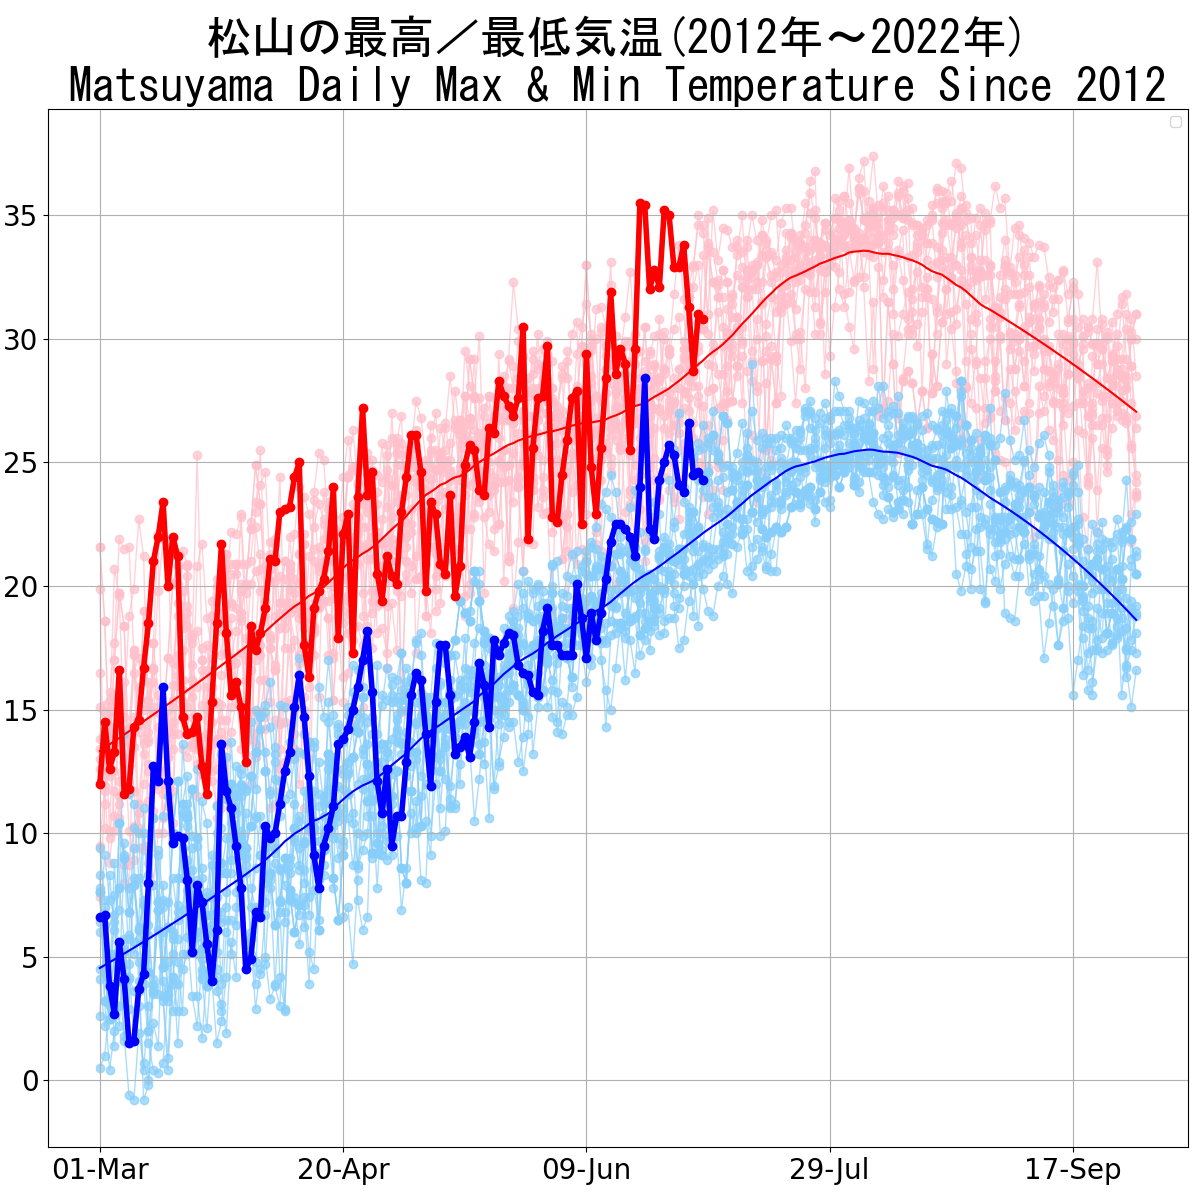 松山の最高／最低気温(2012年～2022年)
Matsuyama Daily Max & Min Temperature Since 2012
35
30
25
20
15
10
5
0
01-Mar 20-Apr 09-Jun 29-Jul 17-Sep